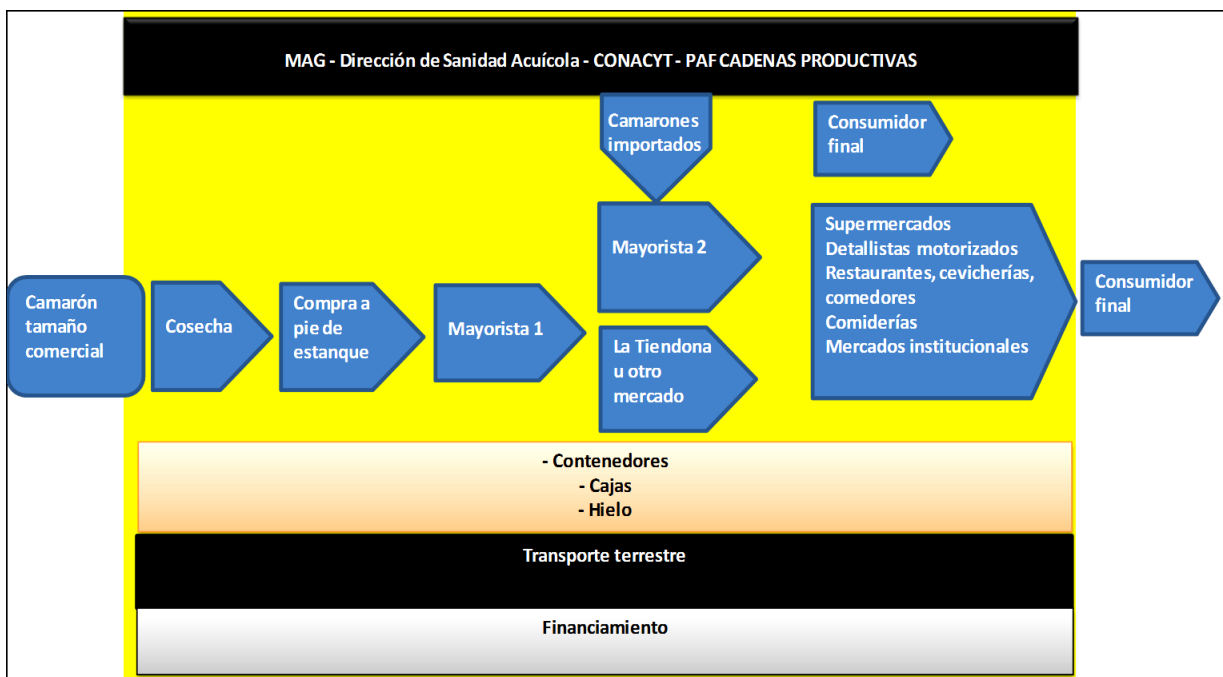 MAG - Dirección de Sanidad Acuícola - CONACYT - PAF CADENAS PRODUCTIVAS
Camarones
importados
Consumidor
final
Mayorista 2
Supermercados
Detallistas motorizados
Restaurantes, cevicherías,
comedores
Comiderías
Mercados institucionales
Camarón
tamaño
comercial
Cosecha
Compra a
pie de
estanque
Mayorista 1
La Tiendona
u otro
mercado
Consumidor
final
- Contenedores
- Cajas
- Hielo
Transporte terrestre
Financiamiento